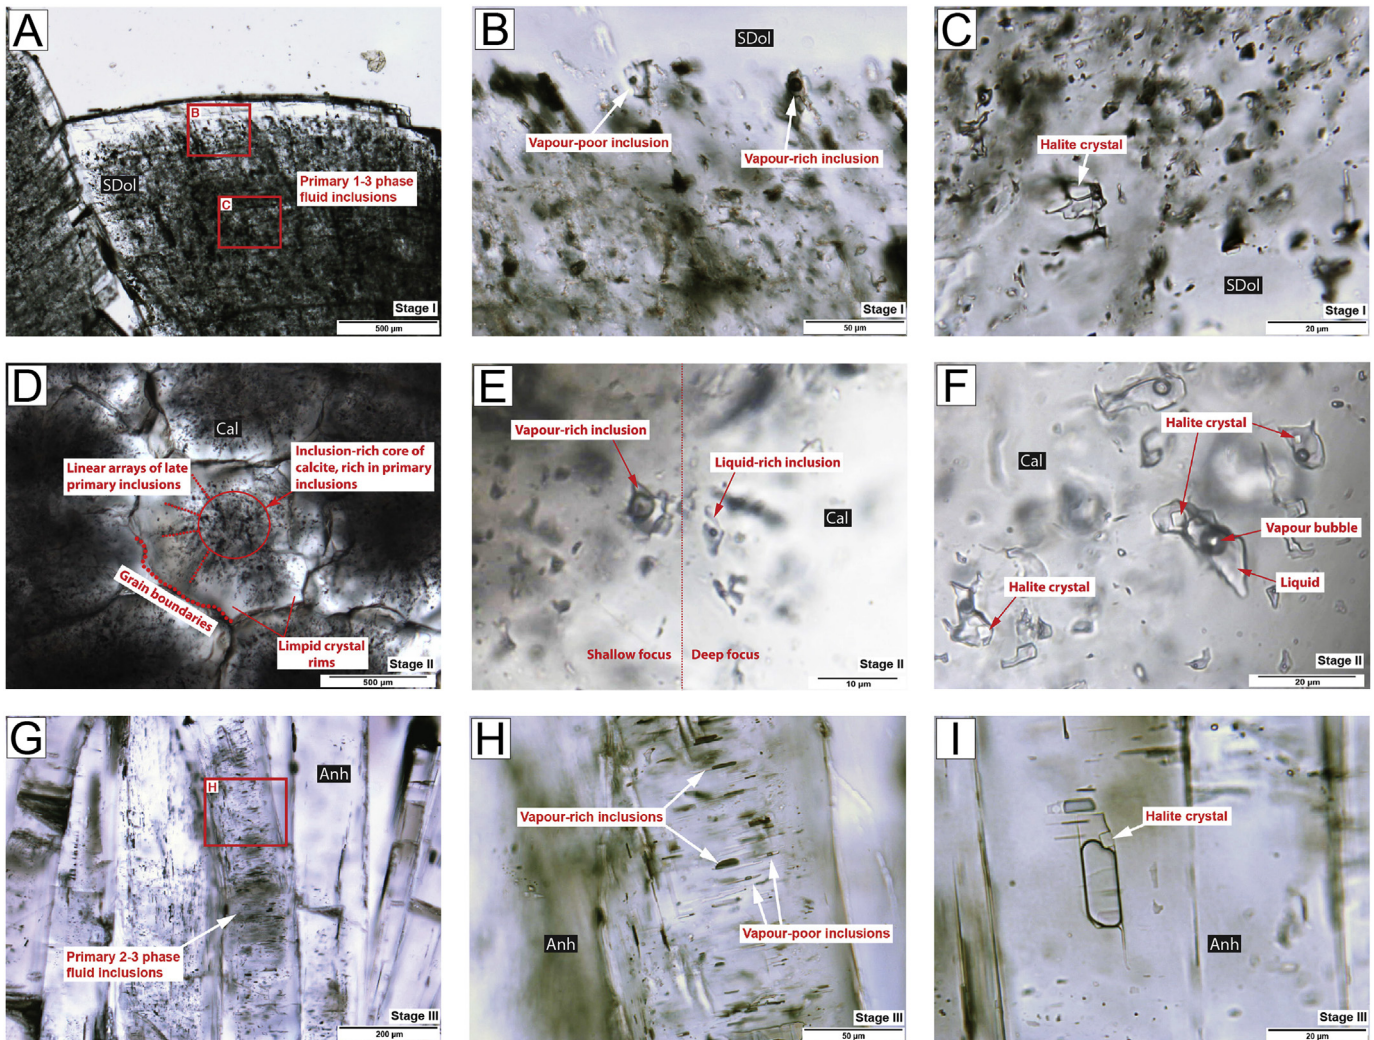 A
B
SDol
Primary 1-3 phase
fluid inclusions
C
Stage I
500 µm
B
SDol
Vapour-poor inclusion
Vapour-rich inclusion
Stage I
50 µm
C
Halite crystal
SDol
Stage I
20 µm
D
Cal
Linear arrays of late
primary inclusions
Inclusion-rich core of
calcite, rich in primary
inclusions
Grain boundaries
Limpid crystal
rims
Stage II
500 µm
E
Vapour-rich inclusion
Liquid-rich inclusion
Cal
Shallow focus
Deep focus
Stage II
10 µm
F
Halite crystal
Cal
Vapour bubble
Halite crystal
Liquid
Stage II
20 µm
G
Anh
H
Primary 2-3 phase
fluid inclusions
Stage III
200 µm
H
Vapour-rich inclusions
Vapour-poor inclusions
Anh
Stage III
50 µm
I
Halite crystal
Anh
Stage III
20 µm